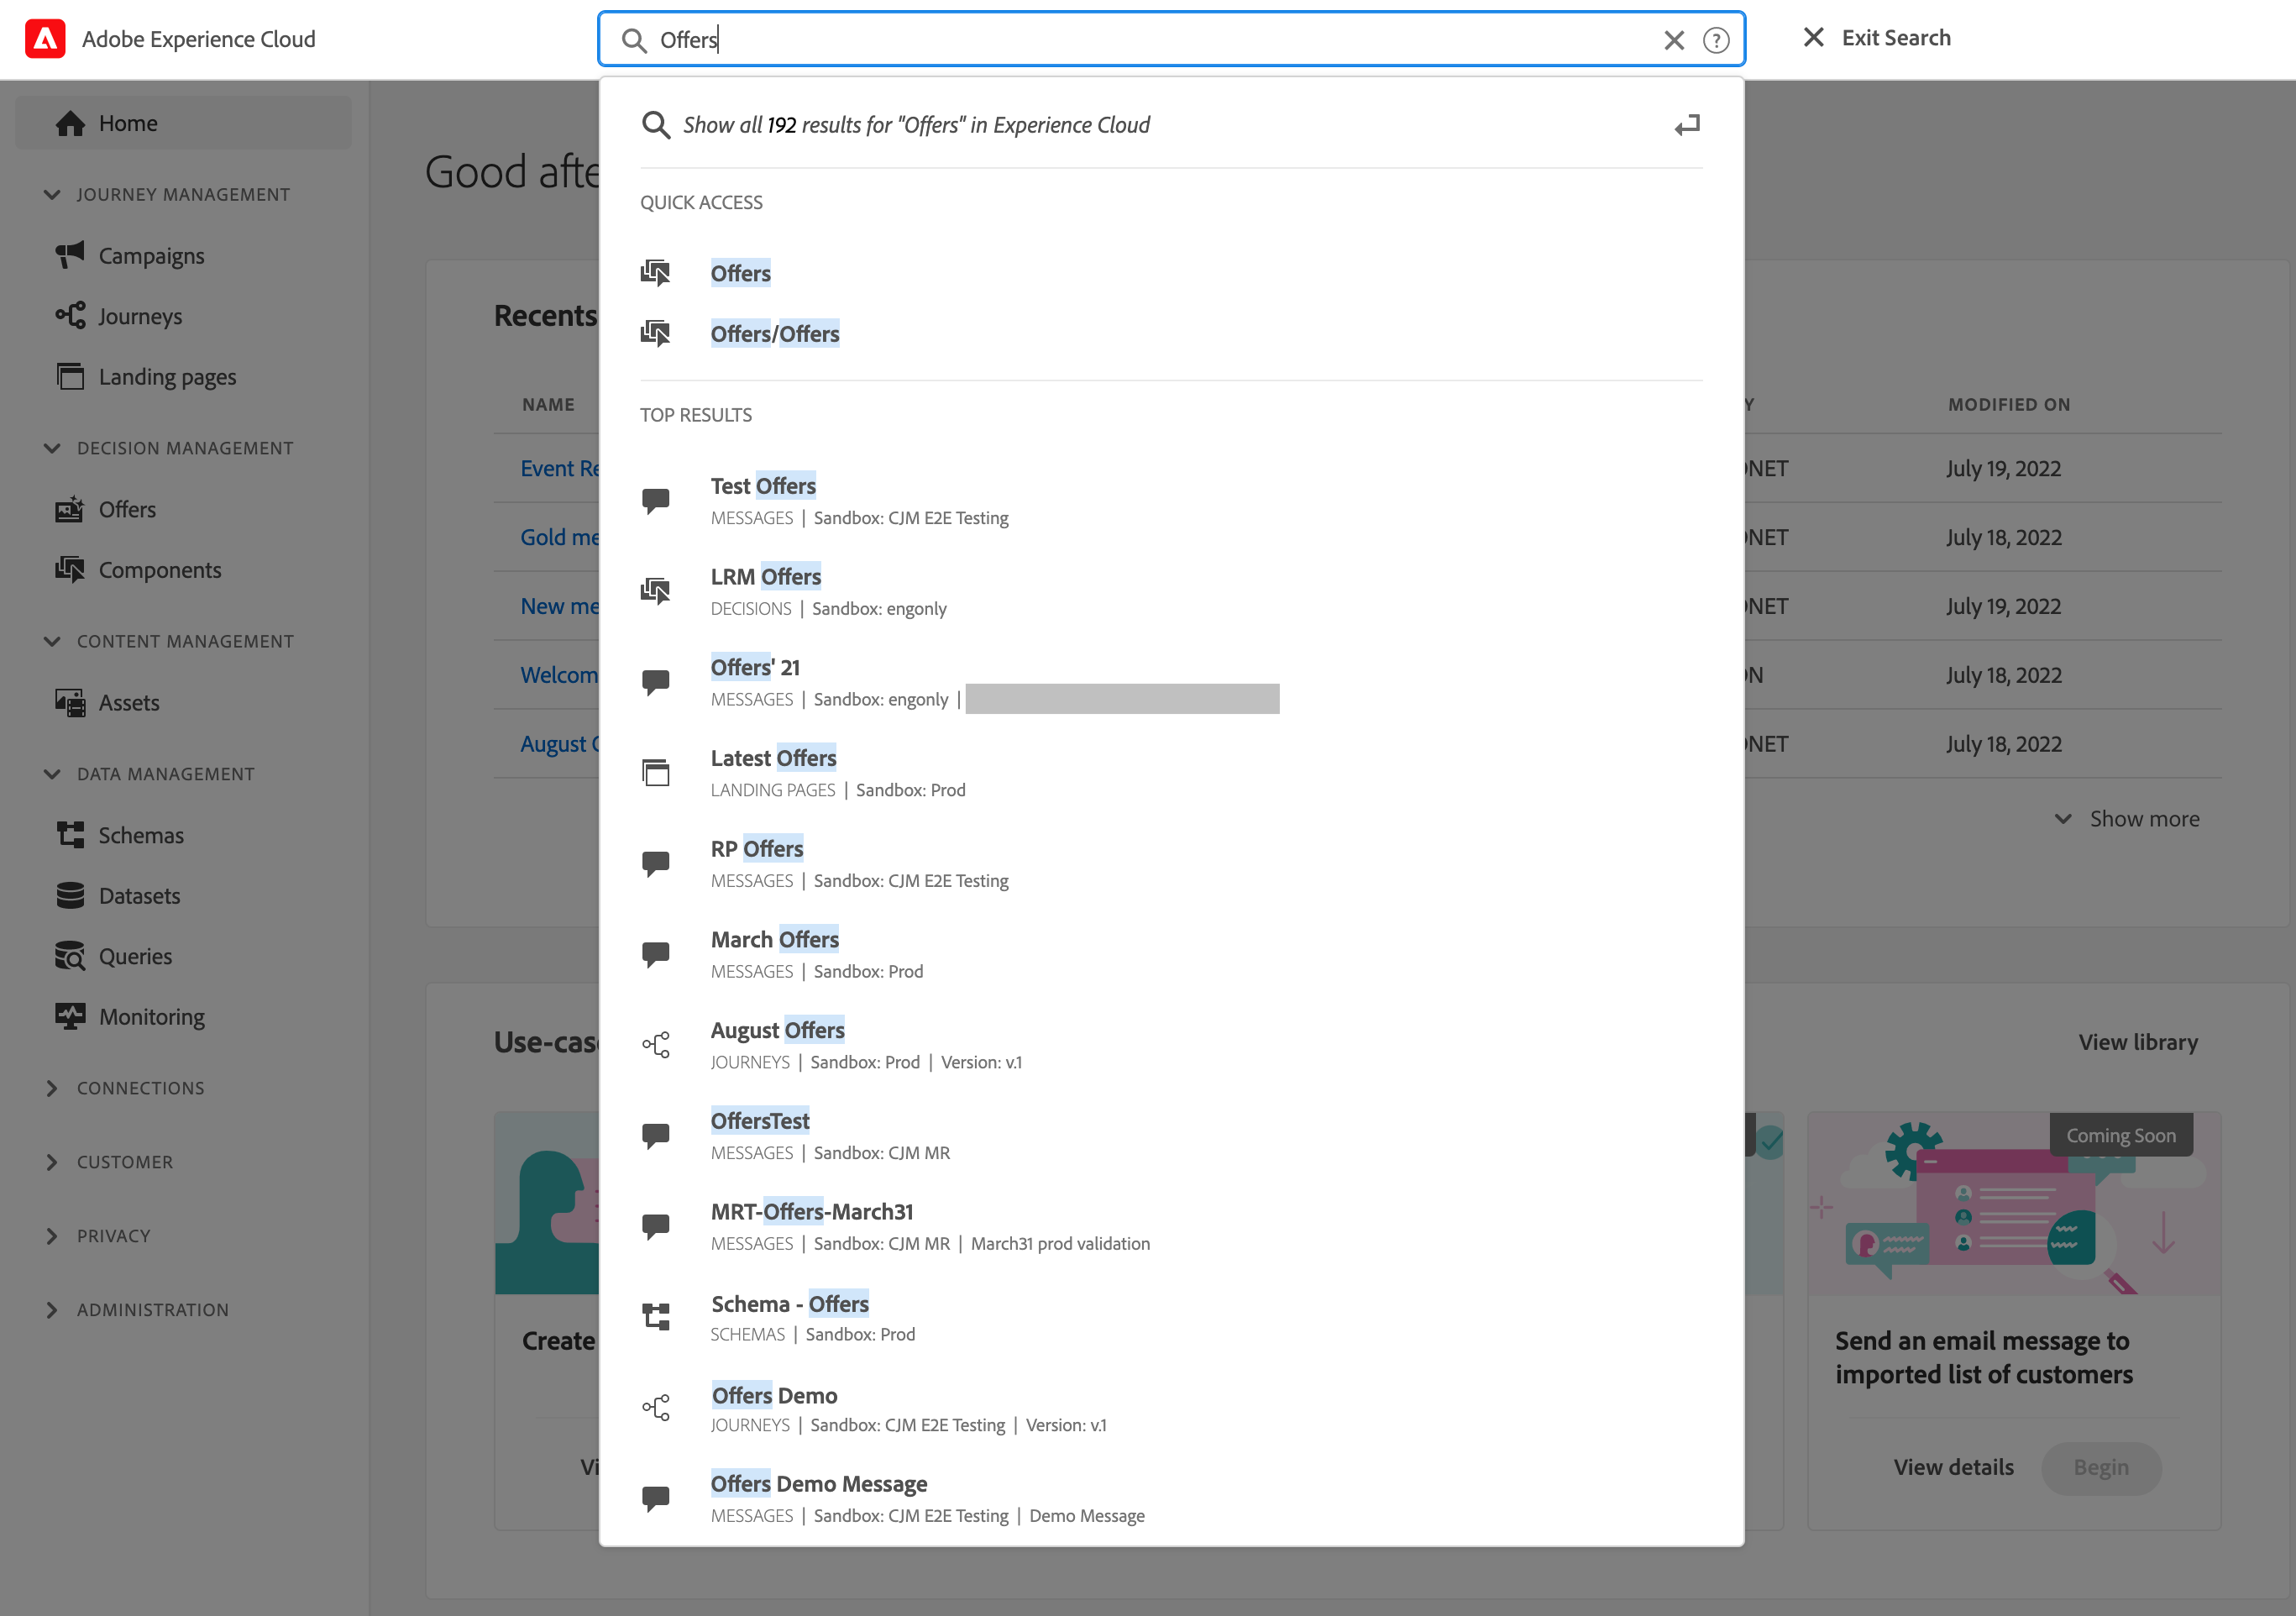 Adobe Experience Cloud
Offers
Exit Search
Home
JOURNEY MANAGEMENT
Campaigns
Journeys
Landing pages
DECISION MANAGEMENT
Offers
Components
CONTENT MANAGEMENT
Assets
DATA MANAGEMENT
Schemas
Datasets
Queries
Monitoring
CONNECTIONS
CUSTOMER
PRIVACY
ADMINISTRATION
Good afte
Recents
NAME
MODIFIED ON
Event Re
NET
July 19, 2022
Gold me
NET
July 18, 2022
New me
NET
July 19, 2022
Welcom
N
July 18, 2022
August
NET
July 18, 2022
Show more
Use-cas
View library
Create
Vi
Coming Soon
Send an email message to
imported list of customers
View details
Begin
Show all 192 results for "Offers" in Experience Cloud
QUICK ACCESS
Offers
Offers/Offers
TOP RESULTS
Test Offers
MESSAGES | Sandbox: CJM E2E Testing
LRM Offers
DECISIONS | Sandbox: engonly
Offers' 21
MESSAGES | Sandbox: engonly |
Latest Offers
LANDING PAGES | Sandbox: Prod
RP Offers
MESSAGES | Sandbox: CJM E2E Testing
March Offers
MESSAGES | Sandbox: Prod
August Offers
JOURNEYS | Sandbox: Prod | Version: v.1
OffersTest
MESSAGES | Sandbox: CJM MR
MRT-Offers-March31
MESSAGES | Sandbox: CJM MR | March31 prod validation
Schema - Offers
SCHEMAS | Sandbox: Prod
Offers Demo
JOURNEYS | Sandbox: CJM E2E Testing | Version: v.1
Offers Demo Message
MESSAGES | Sandbox: CJM E2E Testing | Demo Message